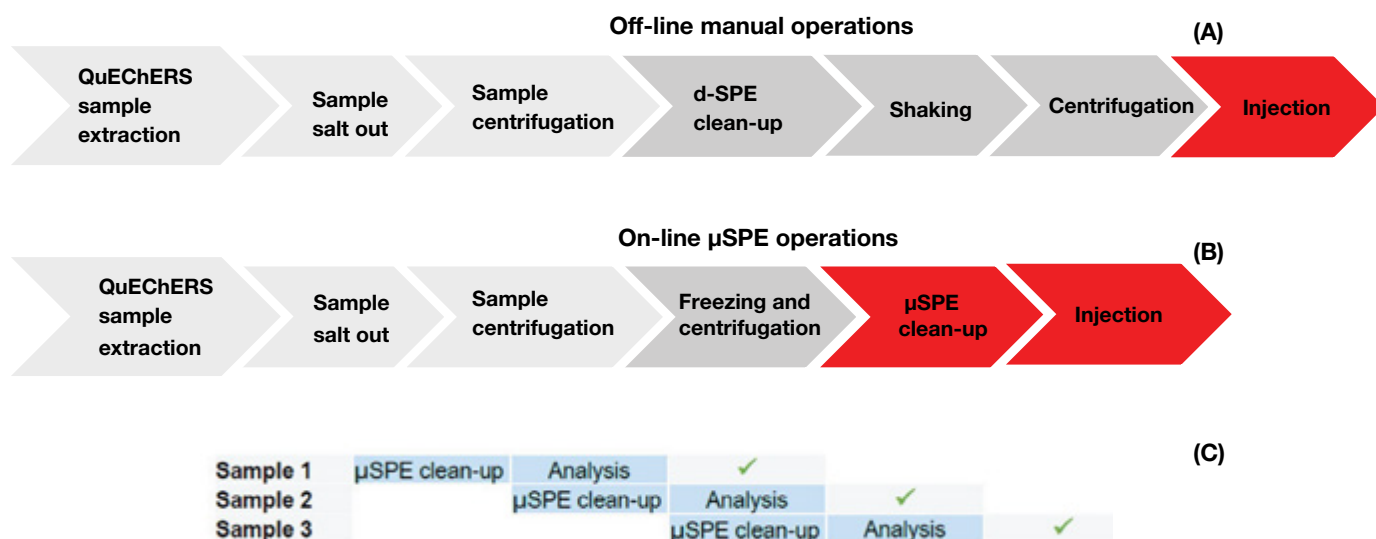 Off-line manual operations
(A)
QuEChERS
sample
extraction
Sample
salt out
Sample
centrifugation
d-SPE
clean-up
Shaking
Centrifugation
Injection
On-line µSPE operations
(B)
QuEChERS
sample
extraction
Sample
salt out
Sample
centrifugation
Freezing and
centrifugation
µSPE
clean-up
Injection
(C)
Sample 1 µSPE clean-up Analysis ✓
Sample 2 µSPE clean-up Analysis ✓
Sample 3 µSPE clean-up Analysis ✓